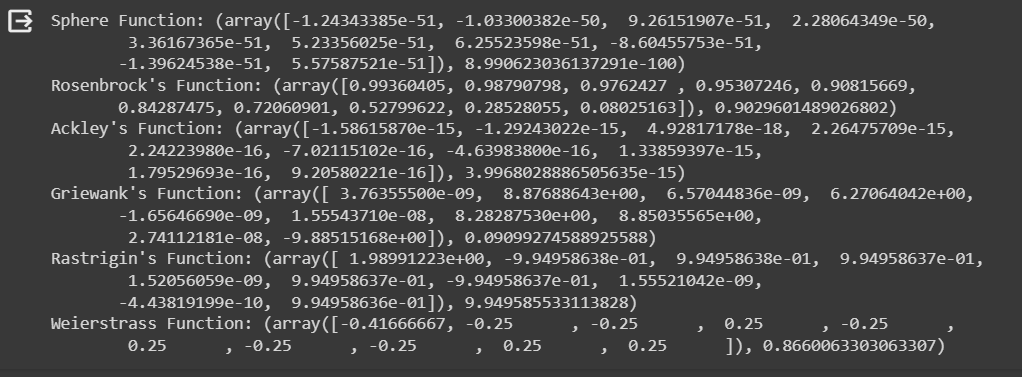 Sphere Function: (array([-1.24343385e-51, -1.03300382e-50,  9.26151907e-51,  2.28064349e-50,
        3.36167365e-51,  5.23356025e-51,  6.25523598e-51, -8.60455753e-51,
       -1.39624538e-51,  5.57587521e-51]), 8.990623036137291e-100)
Rosenbrock's Function: (array([0.99360405, 0.98790798, 0.9762427 , 0.95307246, 0.90815669,
       0.84287475, 0.72060901, 0.52799622, 0.28528055, 0.08025163]), 0.9029601489026802)
Ackley's Function: (array([-1.58615870e-15, -1.29243022e-15,  4.92817178e-18,  2.26475709e-15,
        2.24223980e-16, -7.02115102e-16, -4.63983800e-16,  1.33859397e-15,
        1.79529693e-16,  9.20580221e-16]), 3.9968028886505635e-15)
Griewank's Function: (array([ 3.76355500e-09,  8.87688643e+00,  6.57044836e-09,  6.27064042e+00,
       -1.65646690e-09,  1.55543710e-08,  8.28287530e+00,  8.85035565e+00,
        2.74112181e-08, -9.88515168e+00]), 0.09099274588925588)
Rastrigin's Function: (array([ 1.98991223e+00, -9.94958638e-01,  9.94958638e-01,  9.94958637e-01,
        1.52056059e-09,  9.94958637e-01, -9.94958637e-01,  1.55521042e-09,
       -4.43819199e-10,  9.94958636e-01]), 9.949585533113828)
Weierstrass Function: (array([-0.41666667, -0.25      , -0.25      ,  0.25      , -0.25      ,
        0.25      , -0.25      , -0.25      ,  0.25      ,  0.25      ]), 0.8660063303063307)